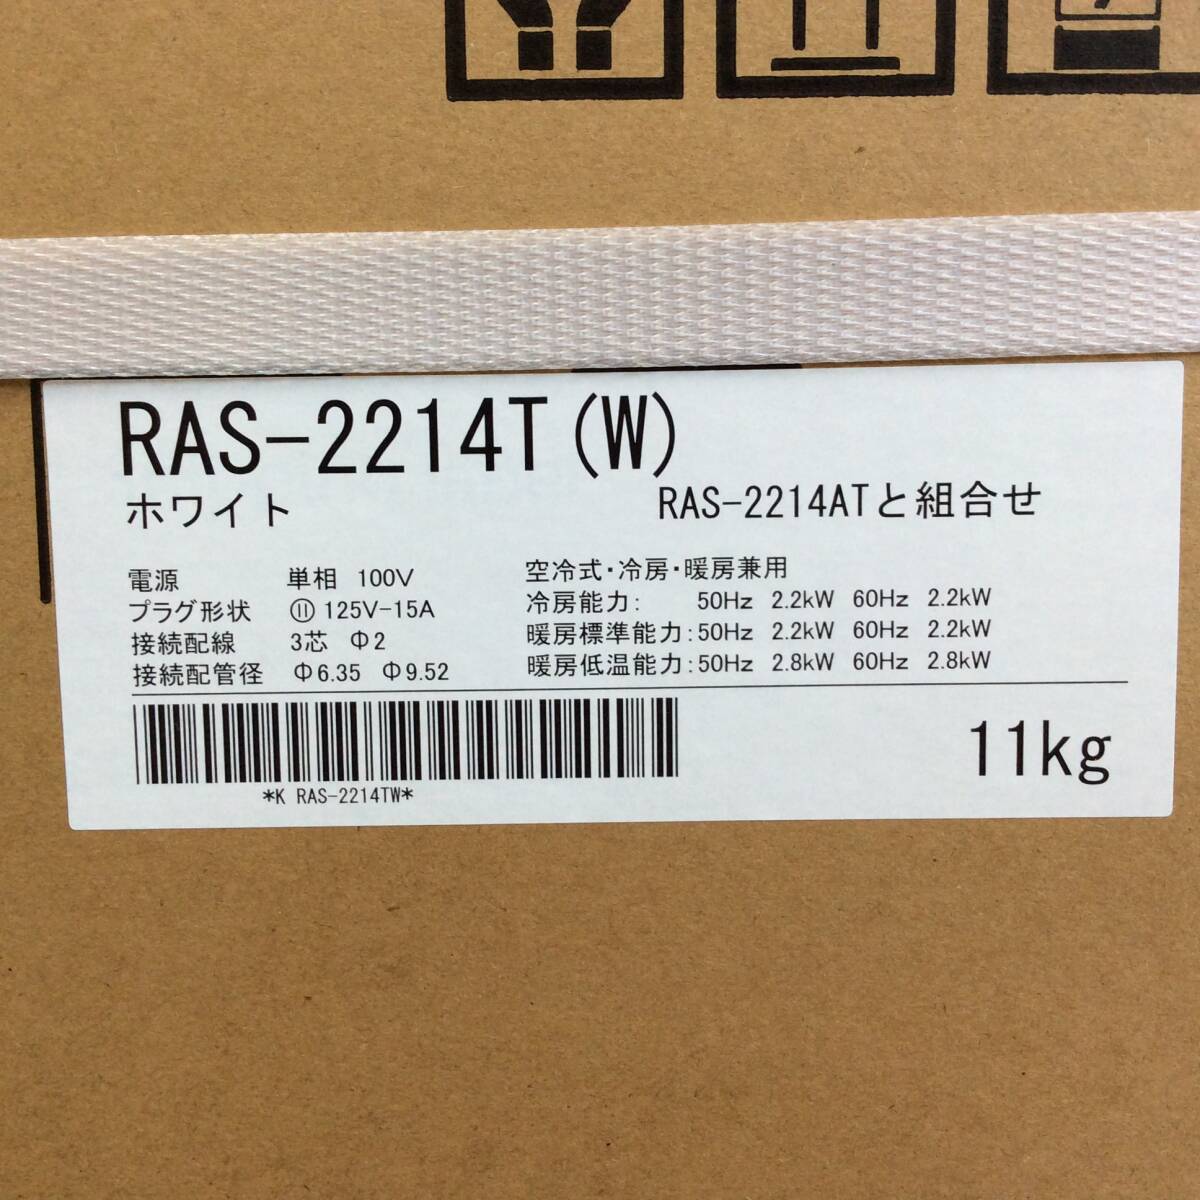 RAS-2214T(W)
ホワイト
RAS-2214ATと組合せ
電源 単相 100V
プラグ形状 ⑪ 125V-15A
接続配線 3芯 Φ2
接続配管径 Φ6.35 Φ9.52
空冷式・冷房・暖房兼用
冷房能力: 50Hz 2.2kW 60Hz 2.2kW
暖房標準能力:50Hz 2.2kW 60Hz 2.2kW
暖房低温能力:50Hz 2.8kW 60Hz 2.8kW
*K RAS-2214TW*
11kg